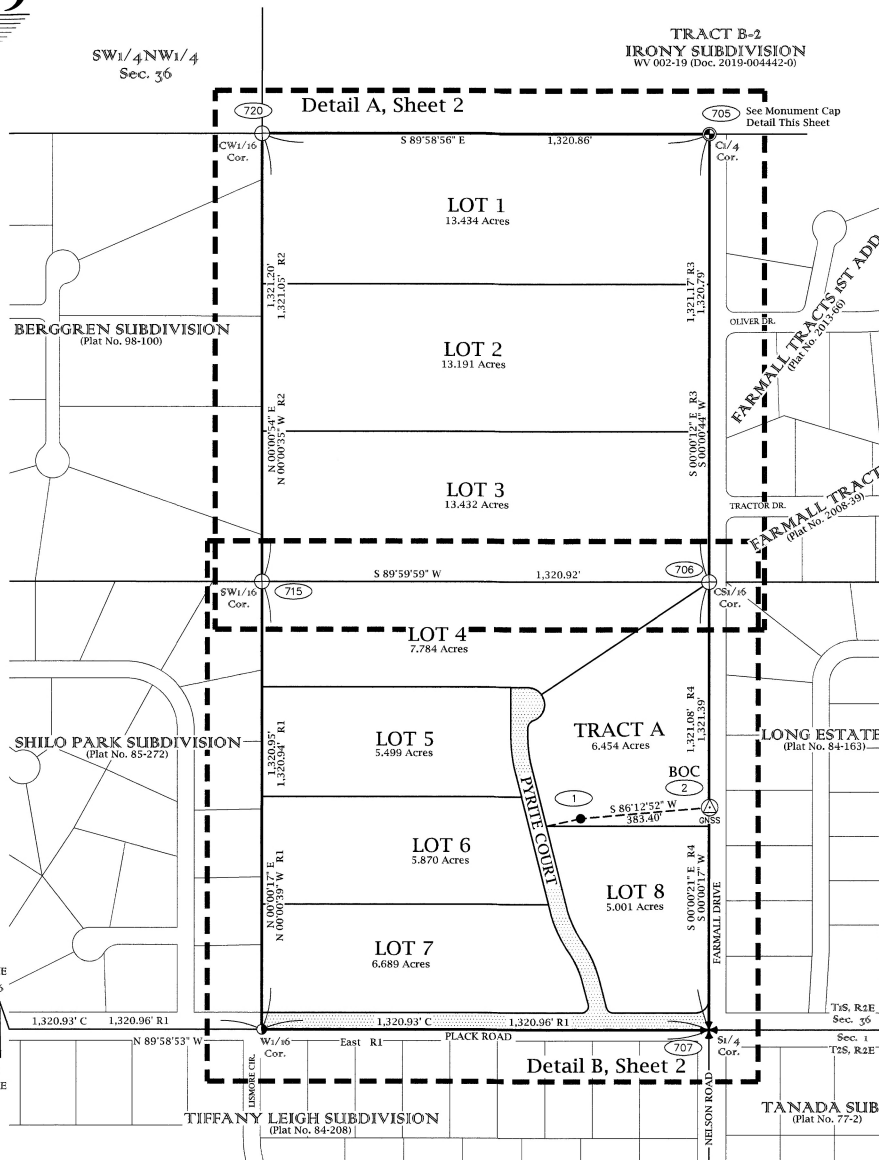 SW1/4NW1/4
Sec. 36
TRACT B-2
IRONY SUBDIVISION
WV 002-19 (Doc. 2019-004442-0)
Detail A, Sheet 2
720
705
See Monument Cap
Detail This Sheet
CW1/16
Cor.
S 89°58'56" E 1,320.86'
C1/4
Cor.
LOT 1
13.434 Acres
1,321.20'
1,321.05' R2
1,321.17' R3
1,320.79'
BERGGREN SUBDIVISION
(Plat No. 98-100)
OLIVER DR.
FARMALL TRACTS 1ST ADD
(Plat No. 2013-66)
LOT 2
13.191 Acres
N 00°00'54" E R2
N 00°00'35" W
S 00°00'12" E R3
S 00°00'44" W
LOT 3
13.432 Acres
TRACTOR DR.
FARMALL TRACT
(Plat No. 2008-39)
SW1/16
Cor.
715
S 89°59'59" W 1,320.92'
706
CS1/16
Cor.
LOT 4
7.784 Acres
SHILO PARK SUBDIVISION
(Plat No. 85-272)
1,320.95'
1,320.94' R1
LOT 5
5.499 Acres
TRACT A
6.454 Acres
1,321.08' R4
1,321.39'
LONG ESTATE
(Plat No. 84-163)
BOC
2
1
GNSS
S 86°12'52" W
383.40'
PYRITE COURT
LOT 6
5.870 Acres
N 00°00'17" E R1
N 00°00'39" W
LOT 8
5.001 Acres
S 00°00'21" E R4
S 00°00'17" W
FARMALL DRIVE
LOT 7
6.689 Acres
1,320.93' C 1,320.96' R1
1,320.93' C 1,320.96' R1
T1S, R2E
Sec. 36
N 89°58'53" W
W1/16
Cor.
East R1
PLACK ROAD
707
S1/4
Cor.
Sec. 1
T2S, R2E
Detail B, Sheet 2
LISMORE CIR.
NELSON ROAD
TIFFANY LEIGH SUBDIVISION
(Plat No. 84-208)
TANADA SUB
(Plat No. 77-2)